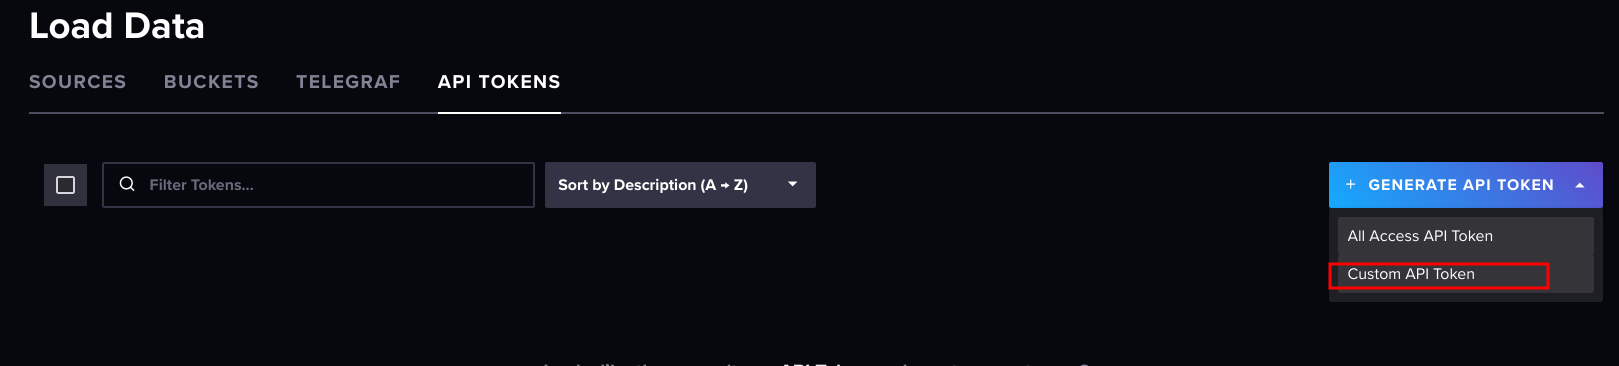 Load Data
SOURCES BUCKETS TELEGRAF API TOKENS
Filter Tokens... Sort by Description (A → Z) + GENERATE API TOKEN
All Access API Token
Custom API Token